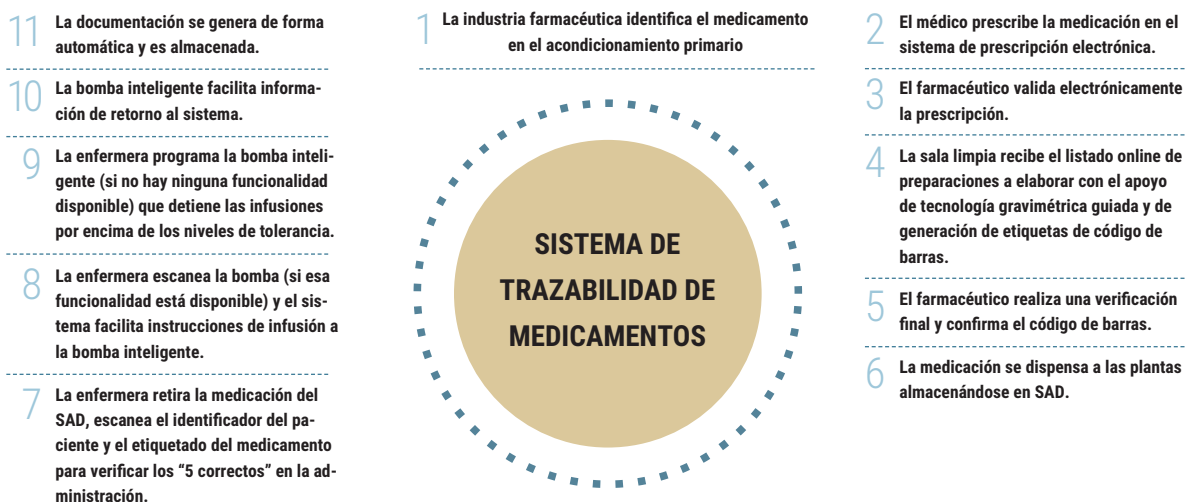 1
La industria farmacéutica identifica el medicamento
en el acondicionamiento primario
2
El médico prescribe la medicación en el
sistema de prescripción electrónica.
3
El farmacéutico valida electrónicamente
la prescripción.
4
La sala limpia recibe el listado online de
preparaciones a elaborar con el apoyo
de tecnología gravimétrica guiada y de
generación de etiquetas de código de
barras.
5
El farmacéutico realiza una verificación
final y confirma el código de barras.
6
La medicación se dispensa a las plantas
almacenándose en SAD.
7
La enfermera retira la medicación del
SAD, escanea el identificador del pa-
ciente y el etiquetado del medicamento
para verificar los “5 correctos” en la ad-
ministración.
8
La enfermera escanea la bomba (si esa
funcionalidad está disponible) y el sis-
tema facilita instrucciones de infusión a
la bomba inteligente.
9
La enfermera programa la bomba inteli-
gente (si no hay ninguna funcionalidad
disponible) que detiene las infusiones
por encima de los niveles de tolerancia.
10
La bomba inteligente facilita informa-
ción de retorno al sistema.
11
La documentación se genera de forma
automática y es almacenada.
SISTEMA DE
TRAZABILIDAD DE
MEDICAMENTOS